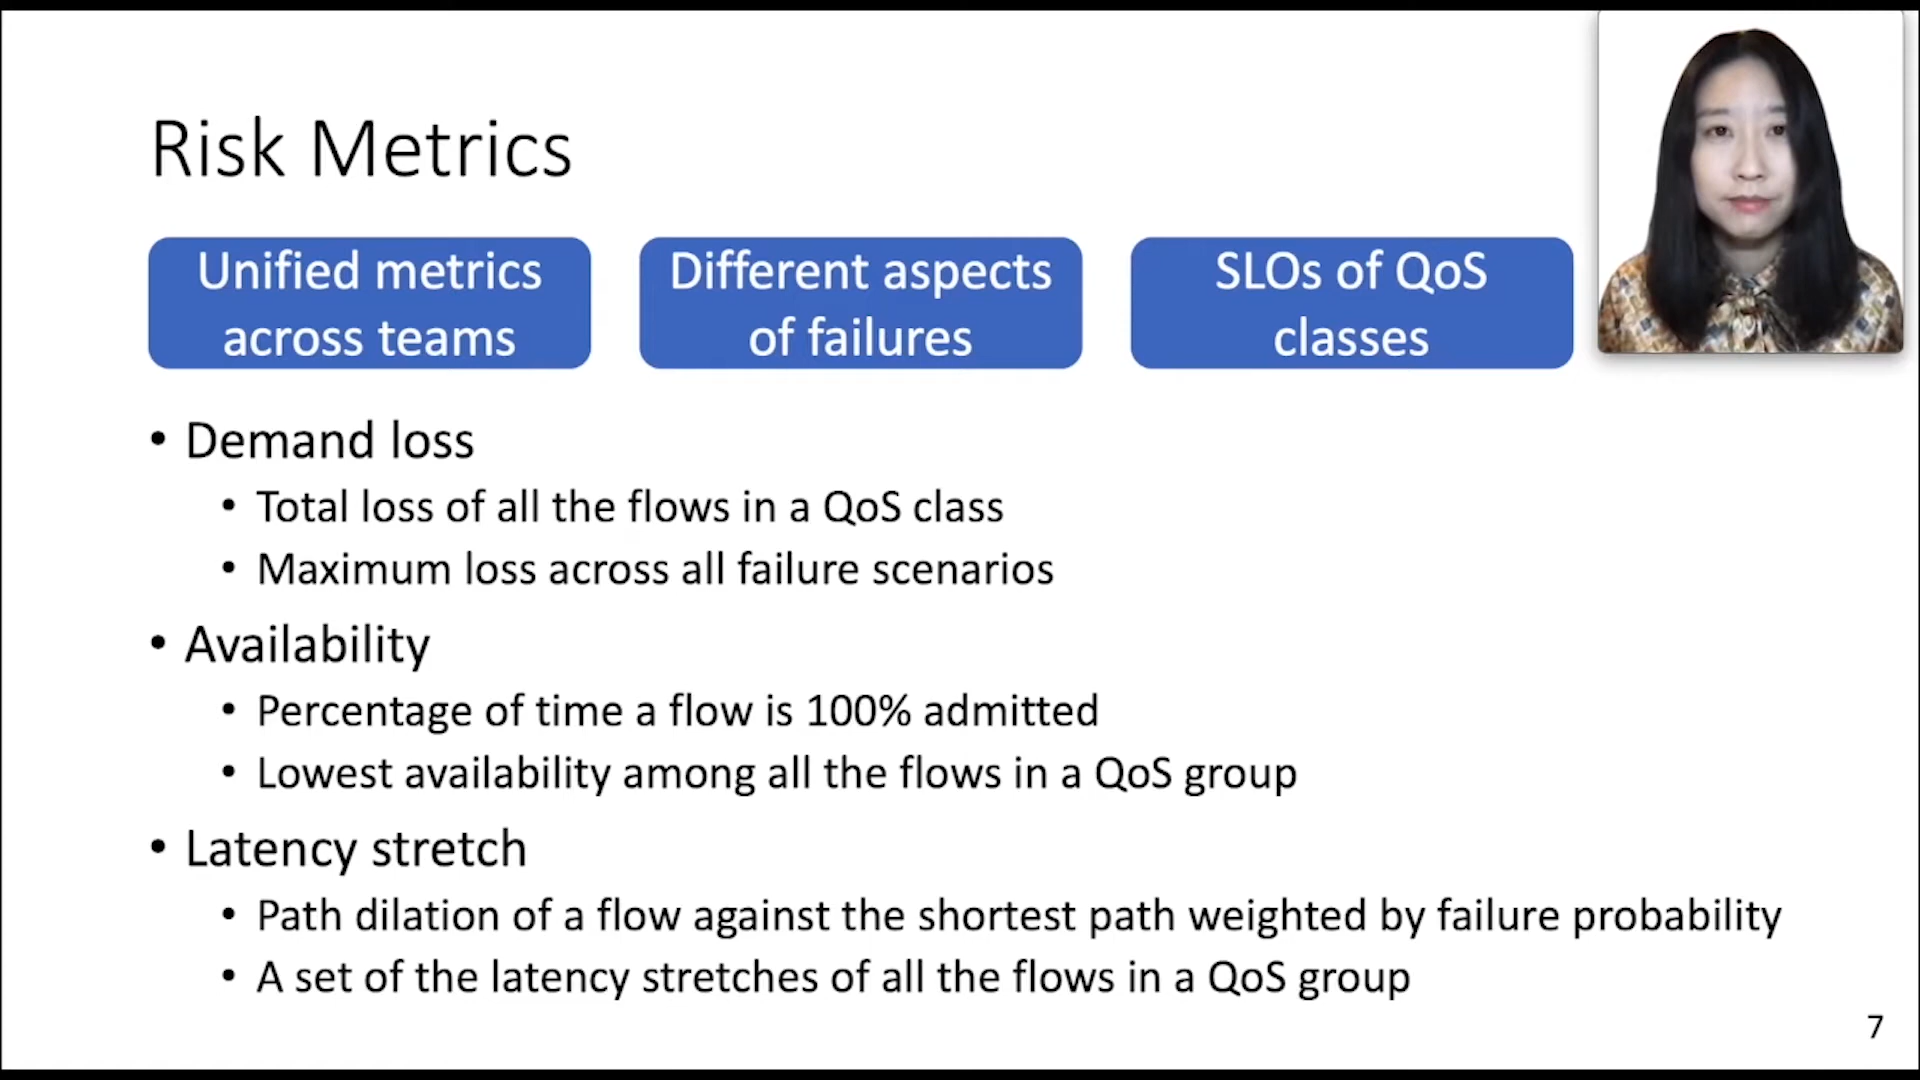 Risk Metrics
Unified metrics
across teams
Different aspects
of failures
SLOs of QoS
classes
• Demand loss
• Total loss of all the flows in a QoS class
• Maximum loss across all failure scenarios
• Availability
• Percentage of time a flow is 100% admitted
• Lowest availability among all the flows in a QoS group
• Latency stretch
• Path dilation of a flow against the shortest path weighted by failure probability
• A set of the latency stretches of all the flows in a QoS group
7